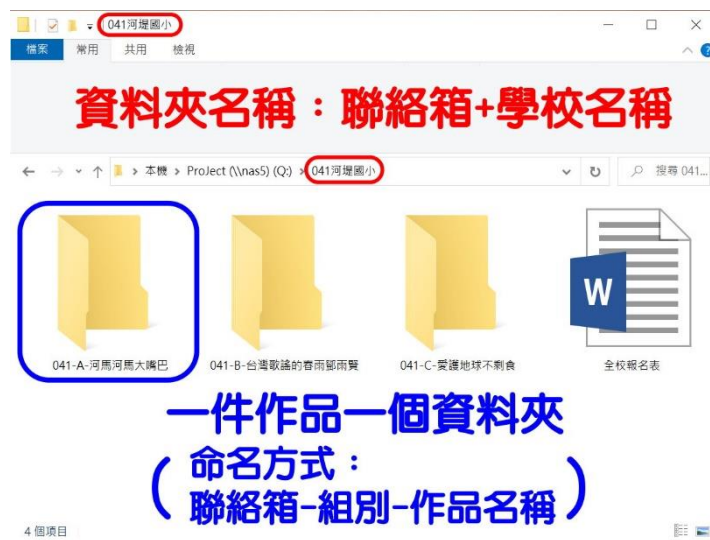 041河堤國小
檔案 常用 共用 檢視
資料夾名稱：聯絡箱+學校名稱
本機 > ProJect (\\nas5) (Q:) > 041河堤國小
搜尋 041...
W
041-A-河馬河馬大嘴巴
041-B-台灣歌謠的春雨鄧雨賢
041-C-愛護地球不剩食
全校報名表
一件作品一個資料夾
(命名方式：
聯絡箱-組別-作品名稱)
4 個項目